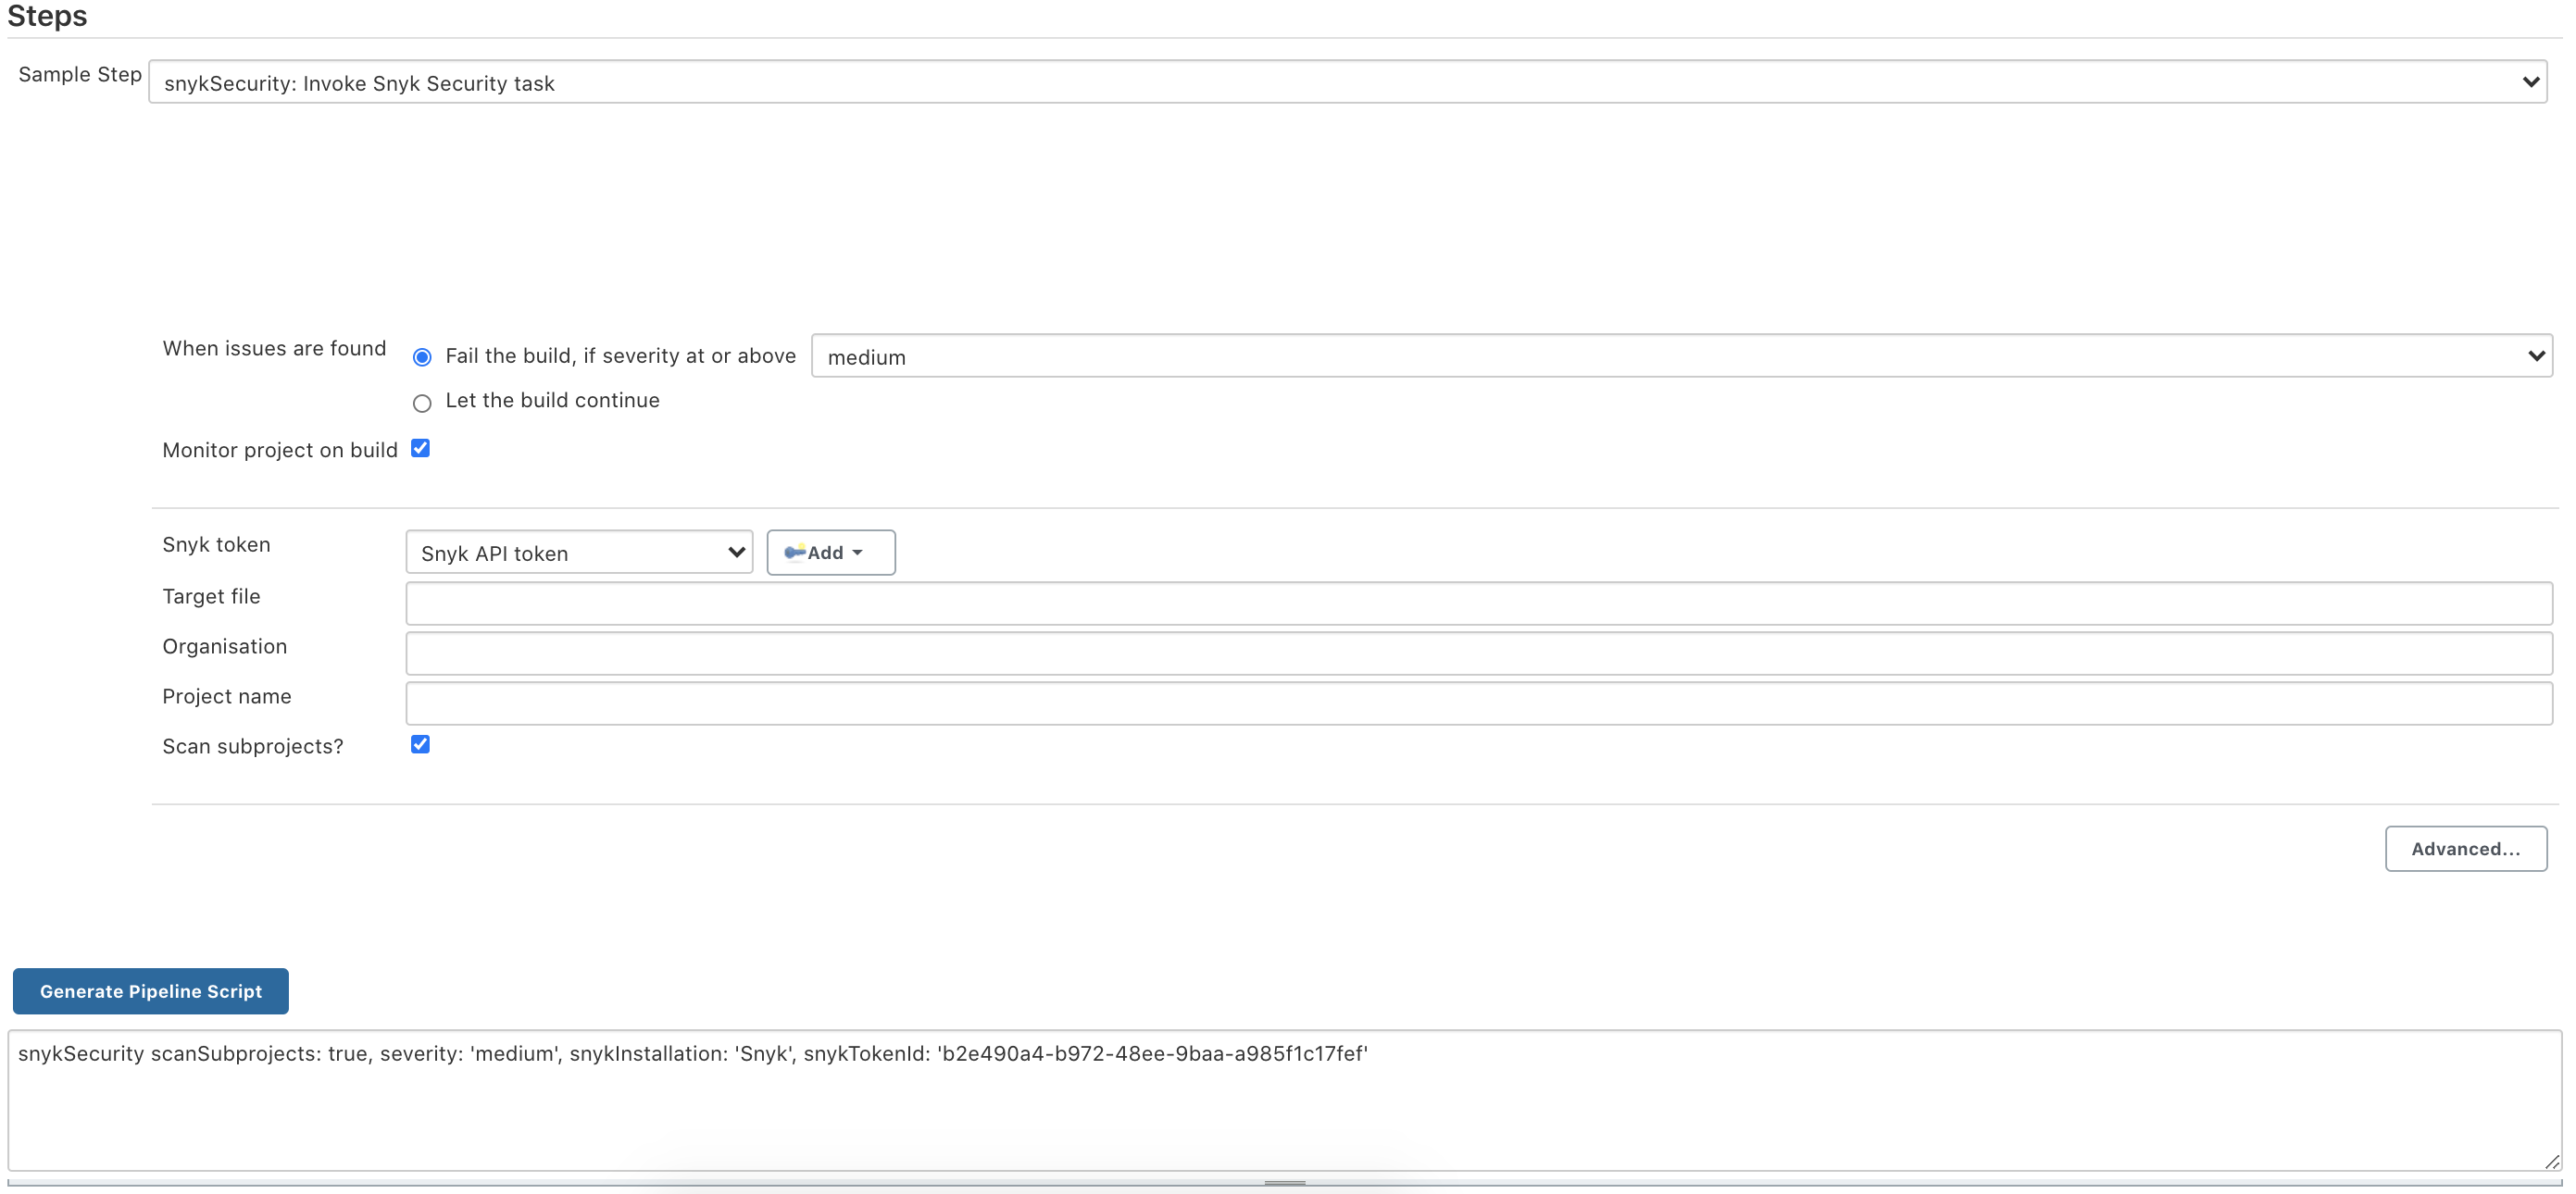 Steps
Sample Step snykSecurity: Invoke Snyk Security task
When issues are found Fail the build, if severity at or above medium
Let the build continue
Monitor project on build
Snyk token Snyk API token Add
Target file
Organisation
Project name
Scan subprojects?
Advanced...
Generate Pipeline Script
snykSecurity scanSubprojects: true, severity: 'medium', snykInstallation: 'Snyk', snykTokenId: 'b2e490a4-b972-48ee-9baa-a985f1c17fef'